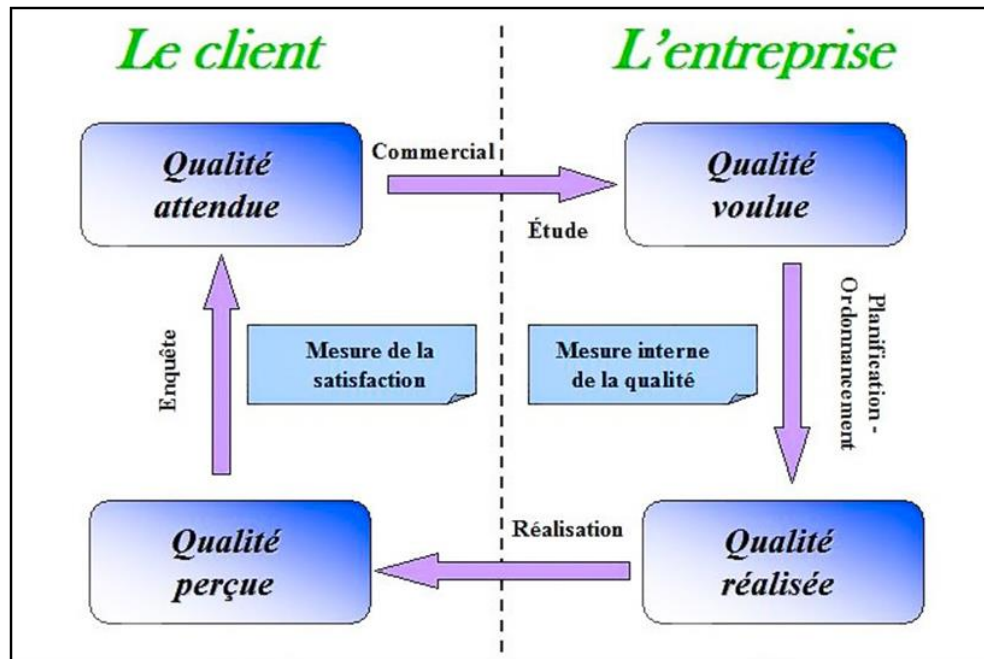 Le client
L'entreprise
Qualité
attendue
Commercial
Étude
Qualité
voulue
Enquête
Mesure de la
satisfaction
Mesure interne
de la qualité
Planification -
Ordonnancement
Qualité
perçue
Réalisation
Qualité
réalisée